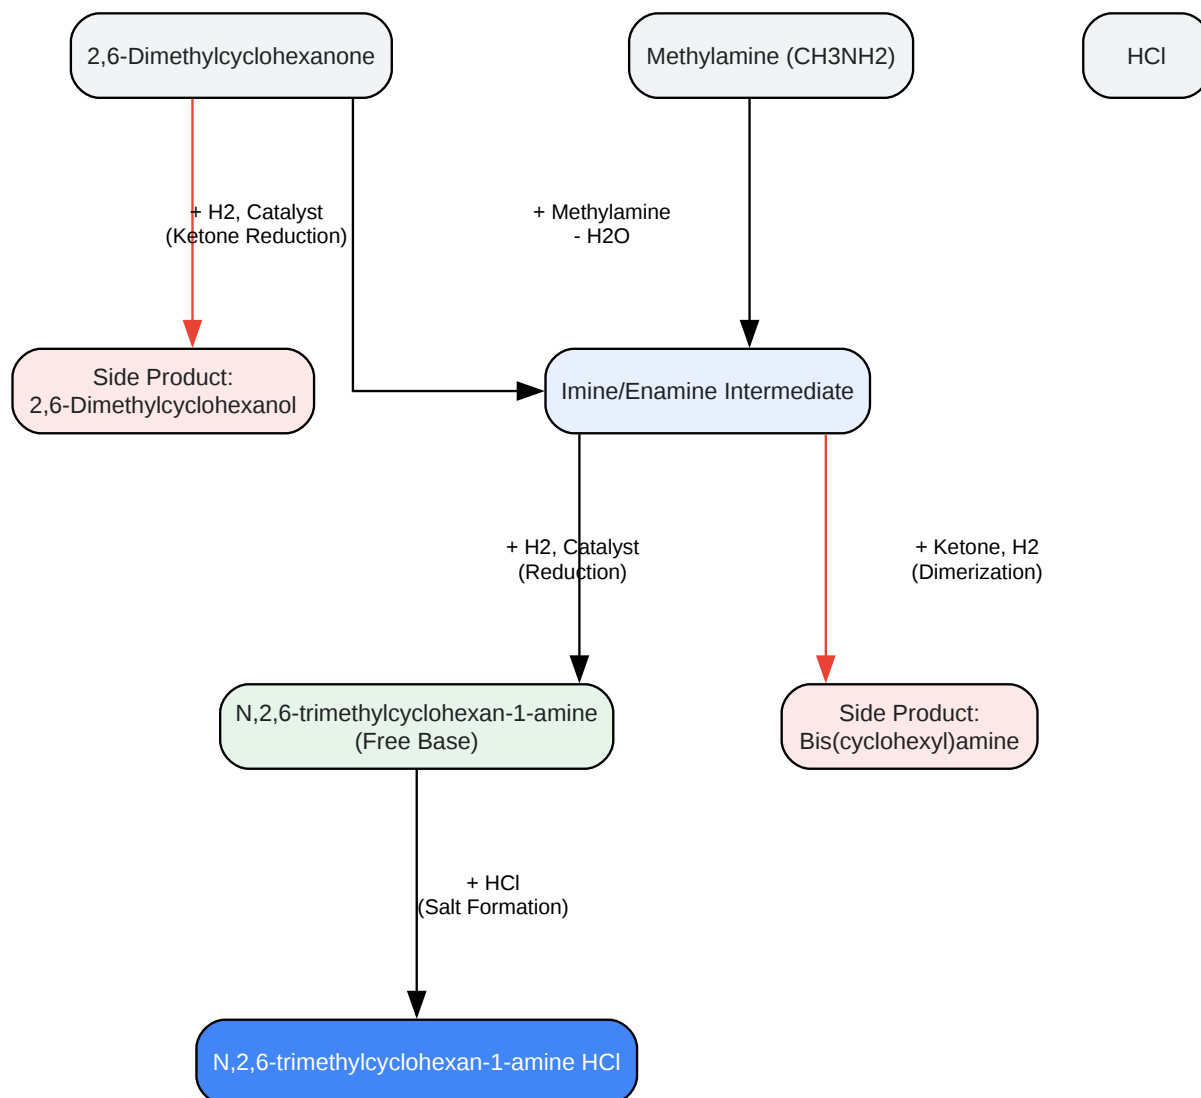 2,6-Dimethylcyclohexanone
Methylamine (CH3NH2)
HCl
+ H2, Catalyst
(Ketone Reduction)
+ Methylamine
- H2O
Side Product:
2,6-Dimethylcyclohexanol
Imine/Enamine Intermediate
+ H2, Catalyst
(Reduction)
+ Ketone, H2
(Dimerization)
N,2,6-trimethylcyclohexan-1-amine
(Free Base)
Side Product:
Bis(cyclohexyl)amine
+ HCl
(Salt Formation)
N,2,6-trimethylcyclohexan-1-amine HCl